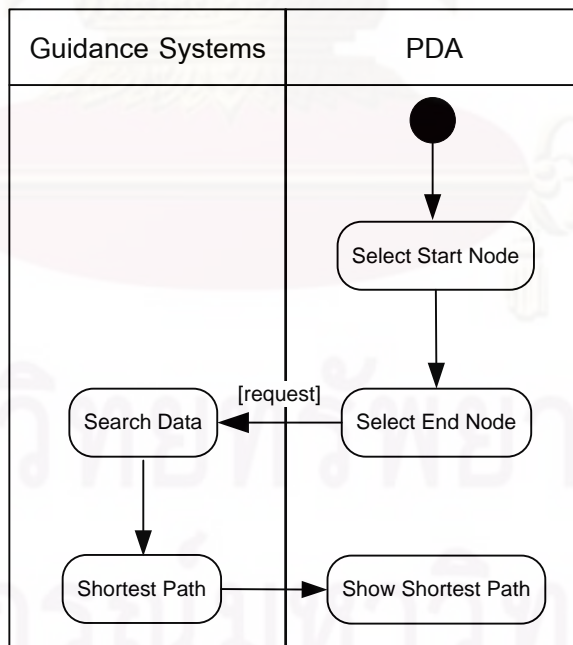 Guidance Systems
PDA
Select Start Node
[request]
Search Data
Select End Node
Shortest Path
Show Shortest Path